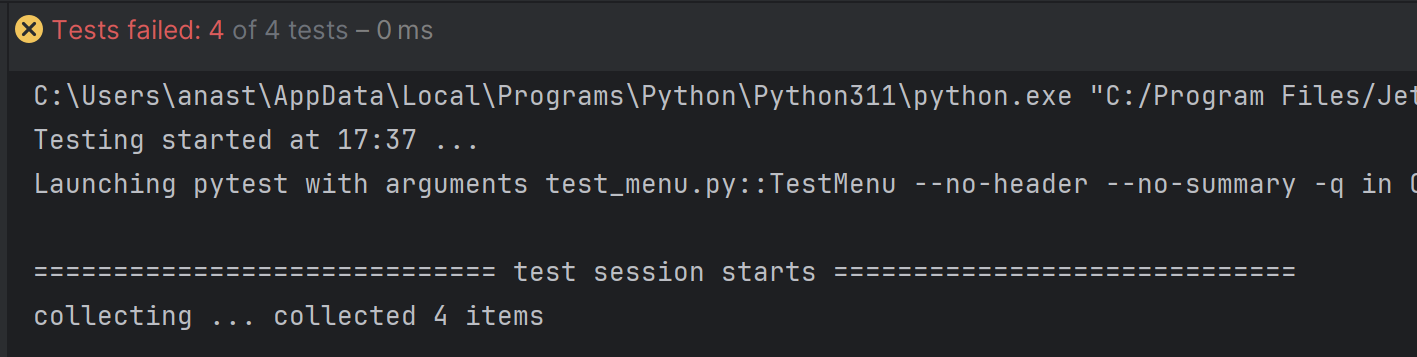 Tests failed: 4 of 4 tests – 0 ms
C:\Users\anast\AppData\Local\Programs\Python\Python311\python.exe "C:/Program Files/Jet
Testing started at 17:37 ...
Launching pytest with arguments test_menu.py::TestMenu --no-header --no-summary -q in
============================= test session starts =============================
collecting ... collected 4 items